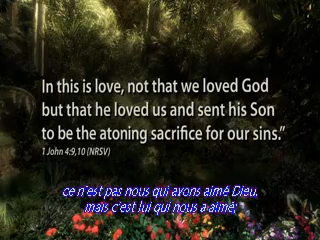 In this is love, not that we loved God
but that he loved us and sent his Son
to be the atoning sacrifice for our sins.”
1 John 4:9,10 (NRSV)
ce n'est pas nous qui avons aimé Dieu,
mais c'est lui qui nous a aimé;